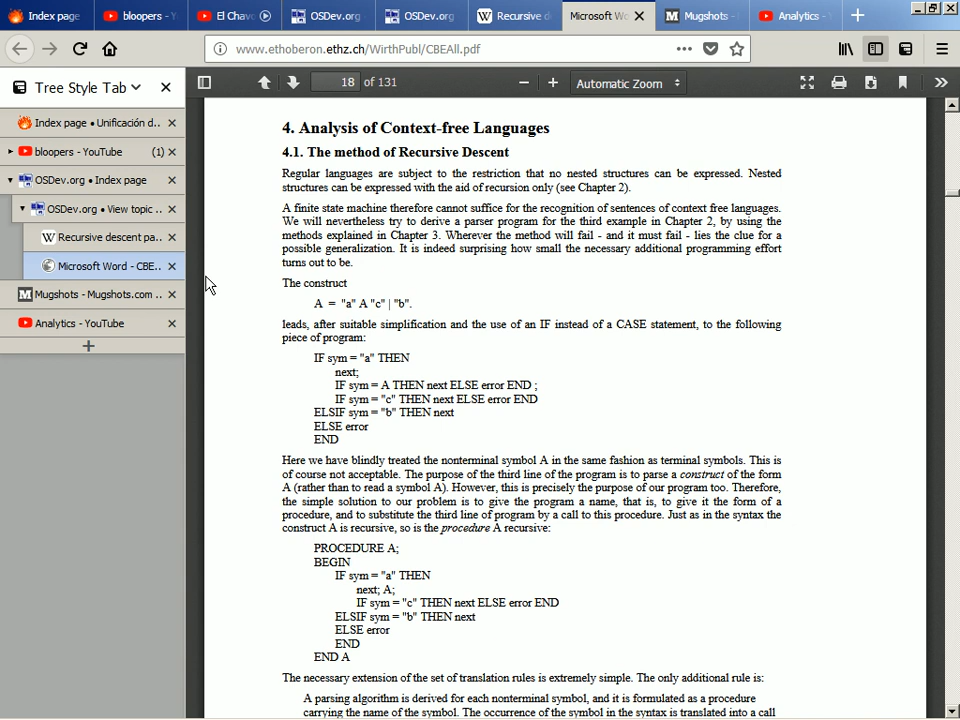 Index page
bloopers - Y
El Chavo
OSDev.org
OSDev.org
Recursive d
Microsoft Wo
Mugshots -
Analytics -
www.ethoberon.ethz.ch/WirthPubl/CBEAll.pdf
Tree Style Tab
18 of 131
Automatic Zoom
Index page • Unificación d..
bloopers - YouTube (1)
OSDev.org • Index page
OSDev.org • View topic ..
Recursive descent pa..
Microsoft Word - CBE..
Mugshots - Mugshots.com ..
Analytics - YouTube
4. Analysis of Context-free Languages
4.1. The method of Recursive Descent
Regular languages are subject to the restriction that no nested structures can be expressed. Nested
structures can be expressed with the aid of recursion only (see Chapter 2).
A finite state machine therefore cannot suffice for the recognition of sentences of context free languages.
We will nevertheless try to derive a parser program for the third example in Chapter 2, by using the
methods explained in Chapter 3. Wherever the method will fail - and it must fail - lies the clue for a
possible generalization. It is indeed surprising how small the necessary additional programming effort
turns out to be.
The construct
A = "a" A "c" | "b".
leads, after suitable simplification and the use of an IF instead of a CASE statement, to the following
piece of program:
IF sym = "a" THEN
next;
IF sym = A THEN next ELSE error END ;
IF sym = "c" THEN next ELSE error END
ELSIF sym = "b" THEN next
ELSE error
END
Here we have blindly treated the nonterminal symbol A in the same fashion as terminal symbols. This is
of course not acceptable. The purpose of the third line of the program is to parse a construct of the form
A (rather than to read a symbol A). However, this is precisely the purpose of our program too. Therefore,
the simple solution to our problem is to give the program a name, that is, to give it the form of a
procedure, and to substitute the third line of program by a call to this procedure. Just as in the syntax the
construct A is recursive, so is the procedure A recursive:
PROCEDURE A;
BEGIN
IF sym = "a" THEN
next; A;
IF sym = "c" THEN next ELSE error END
ELSIF sym = "b" THEN next
ELSE error
END
END A
The necessary extension of the set of translation rules is extremely simple. The only additional rule is:
A parsing algorithm is derived for each nonterminal symbol, and it is formulated as a procedure
carrying the name of the symbol. The occurrence of the symbol in the syntax is translated into a call